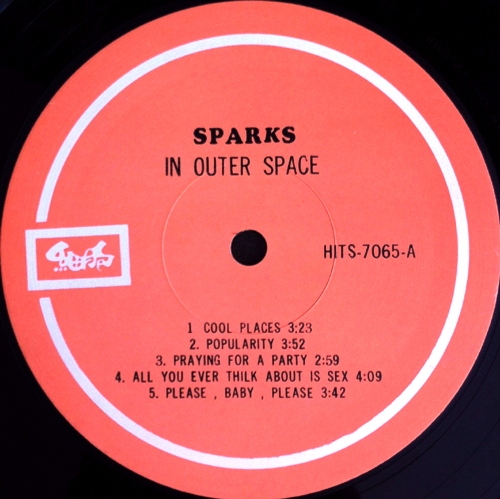 SPARKS
IN OUTER SPACE
HITS-7065-A
1 COOL PLACES 3:23
2. POPULARITY 3:52
3. PRAYING FOR A PARTY 2:59
4. ALL YOU EVER THILK ABOUT IS SEX 4:09
5. PLEASE , BABY , PLEASE 3:42